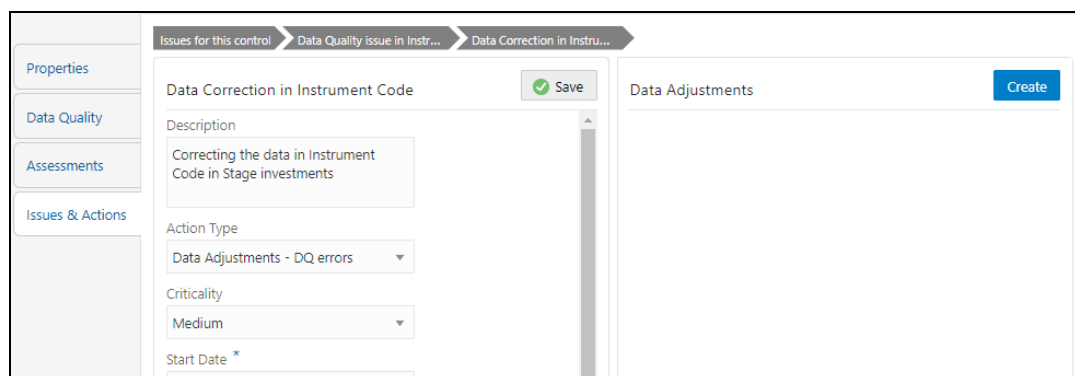 Issues for this control
Data Quality issue in Instr...
Data Correction in Instru...
Properties
Data Quality
Assessments
Issues & Actions
Data Correction in Instrument Code
Save
Description
Correcting the data in Instrument
Code in Stage investments
Action Type
Data Adjustments - DQ errors
Criticality
Medium
Start Date *
Data Adjustments
Create